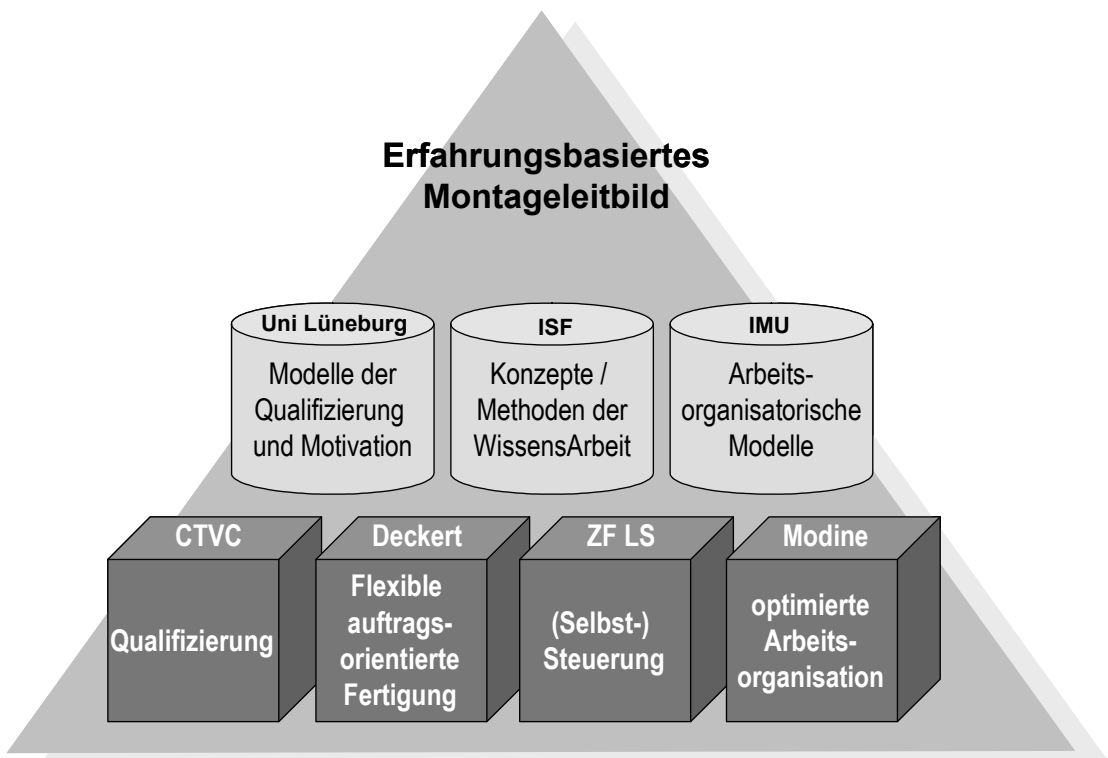 Erfahrungsbasiertes
Montageleitbild
Uni Lüneburg
Modelle der
Qualifizierung
und Motivation
ISF
Konzepte /
Methoden der
WissensArbeit
IMU
Arbeits-
organisatorische
Modelle
CTVC
Qualifizierung
Deckert
Flexible
auftrags-
orientierte
Fertigung
ZF LS
(Selbst-)
Steuerung
Modine
optimierte
Arbeits-
organisation